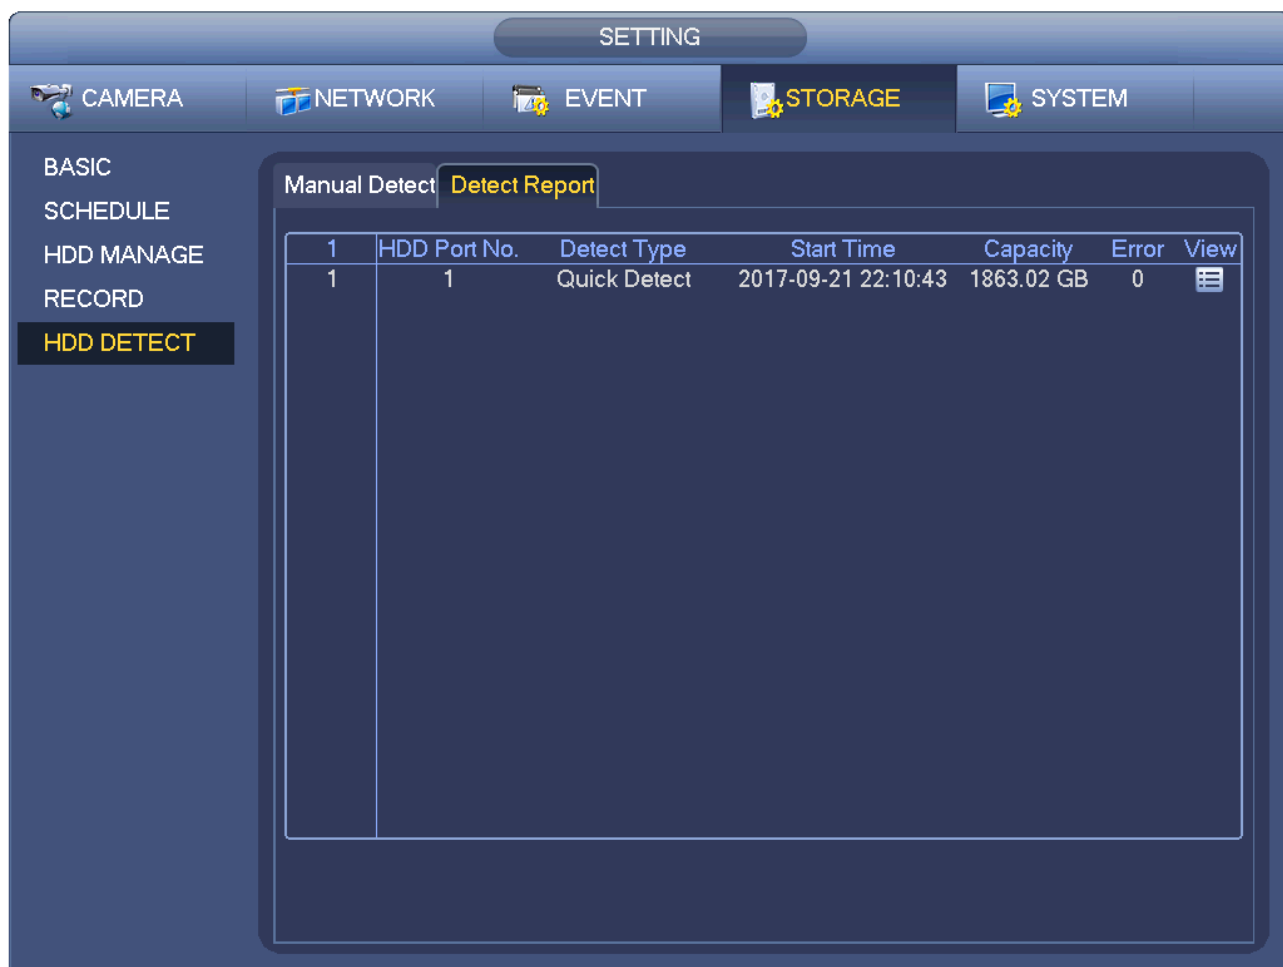 SETTING
CAMERA NETWORK EVENT STORAGE SYSTEM
BASIC
SCHEDULE
HDD MANAGE
RECORD
HDD DETECT
Manual Detect Detect Report
1 HDD Port No. Detect Type Start Time Capacity Error View
1 1 Quick Detect 2017-09-21 22:10:43 1863.02 GB 0